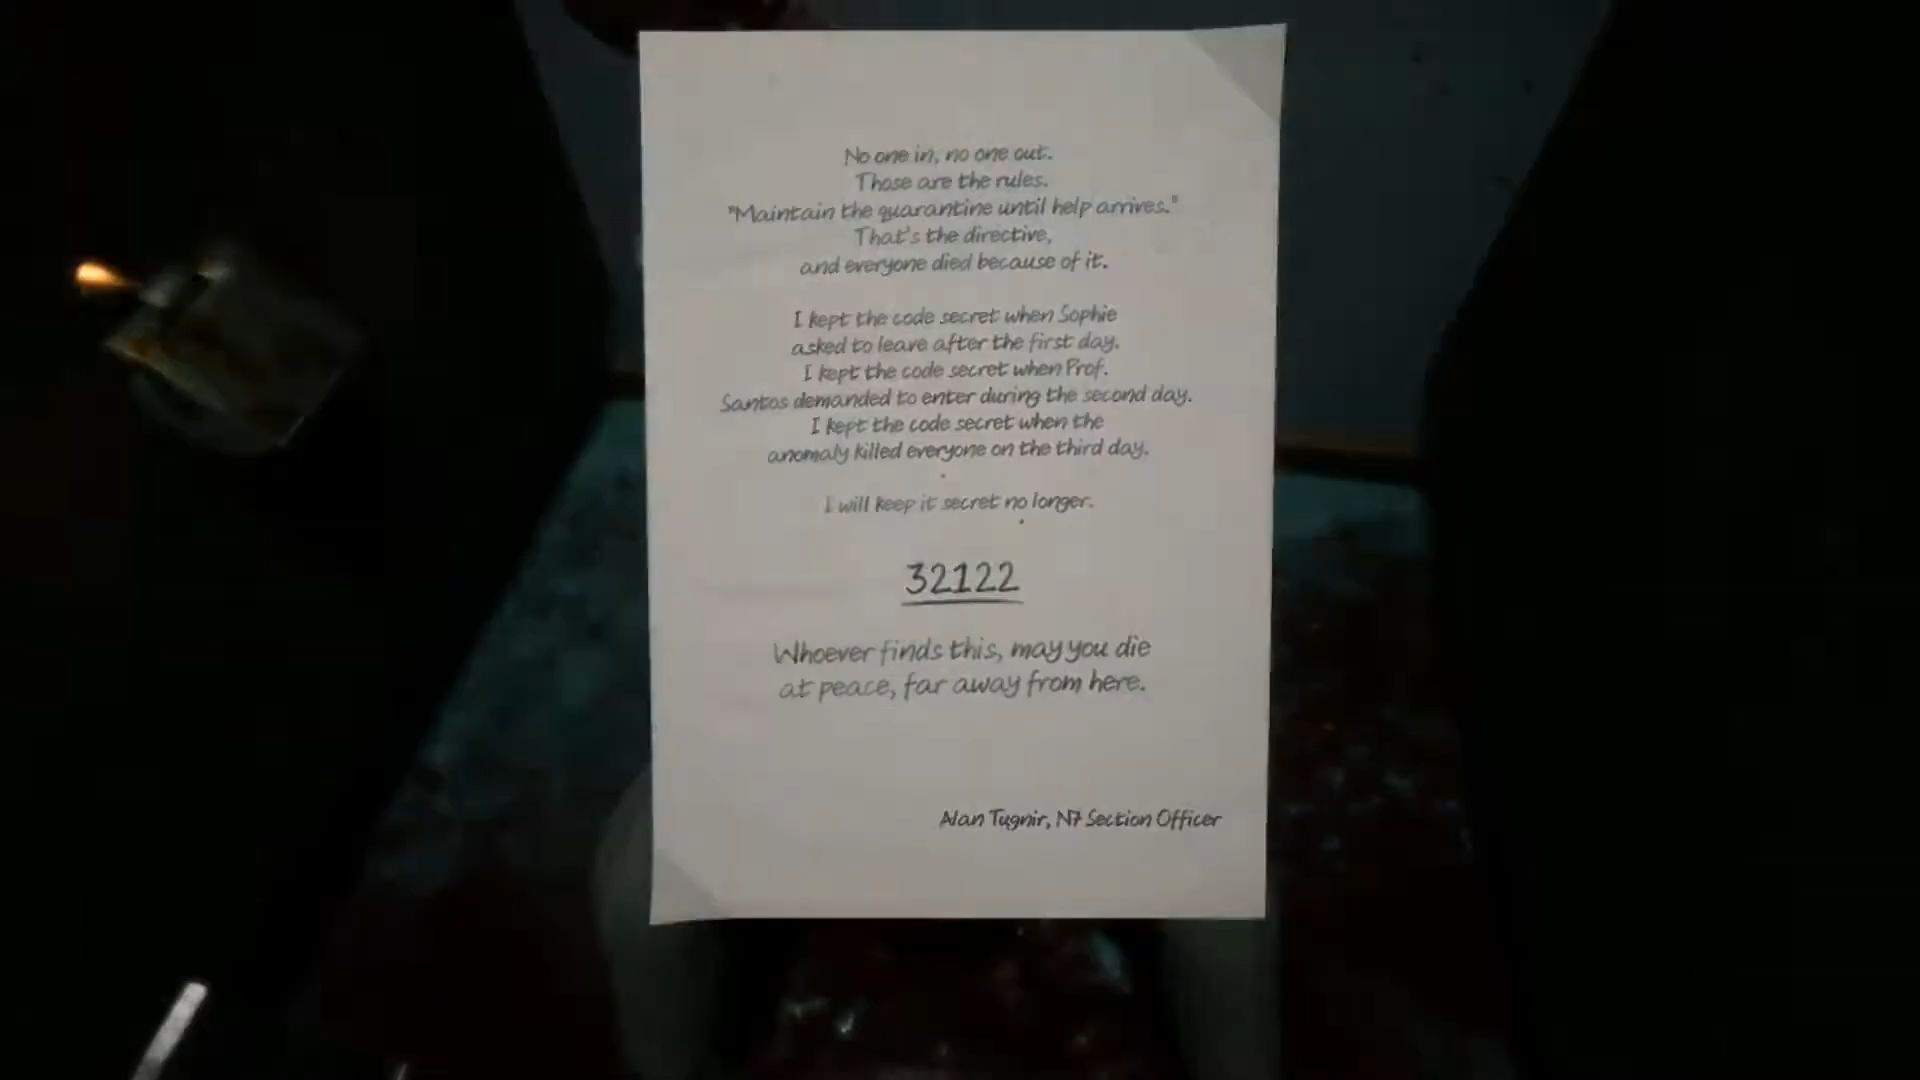 No one in, no one out.
Those are the rules.
"Maintain the quarantine until help arrives."
That's the directive,
and everyone died because of it.
I kept the code secret when Sophie
asked to leave after the first day.
I kept the code secret when Prof.
Santos demanded to enter during the second day.
I kept the code secret when the
anomaly killed everyone on the third day.
I will keep it secret no longer.
32122
Whoever finds this, may you die
at peace, far away from here.
Alan Tugnir, N7 Section Officer